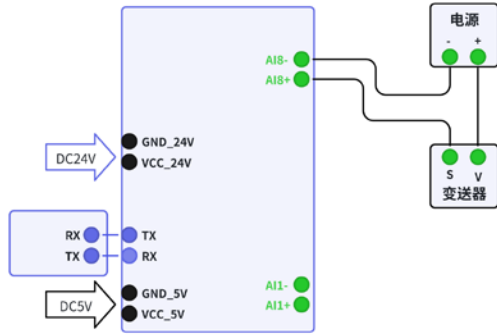 电源
- +
AI8-
AI8+
GND_24V
DC24V
VCC_24V
S V
变送器
RX TX
TX RX
AI1-
GND_5V
DC5V
AI1+
VCC_5V